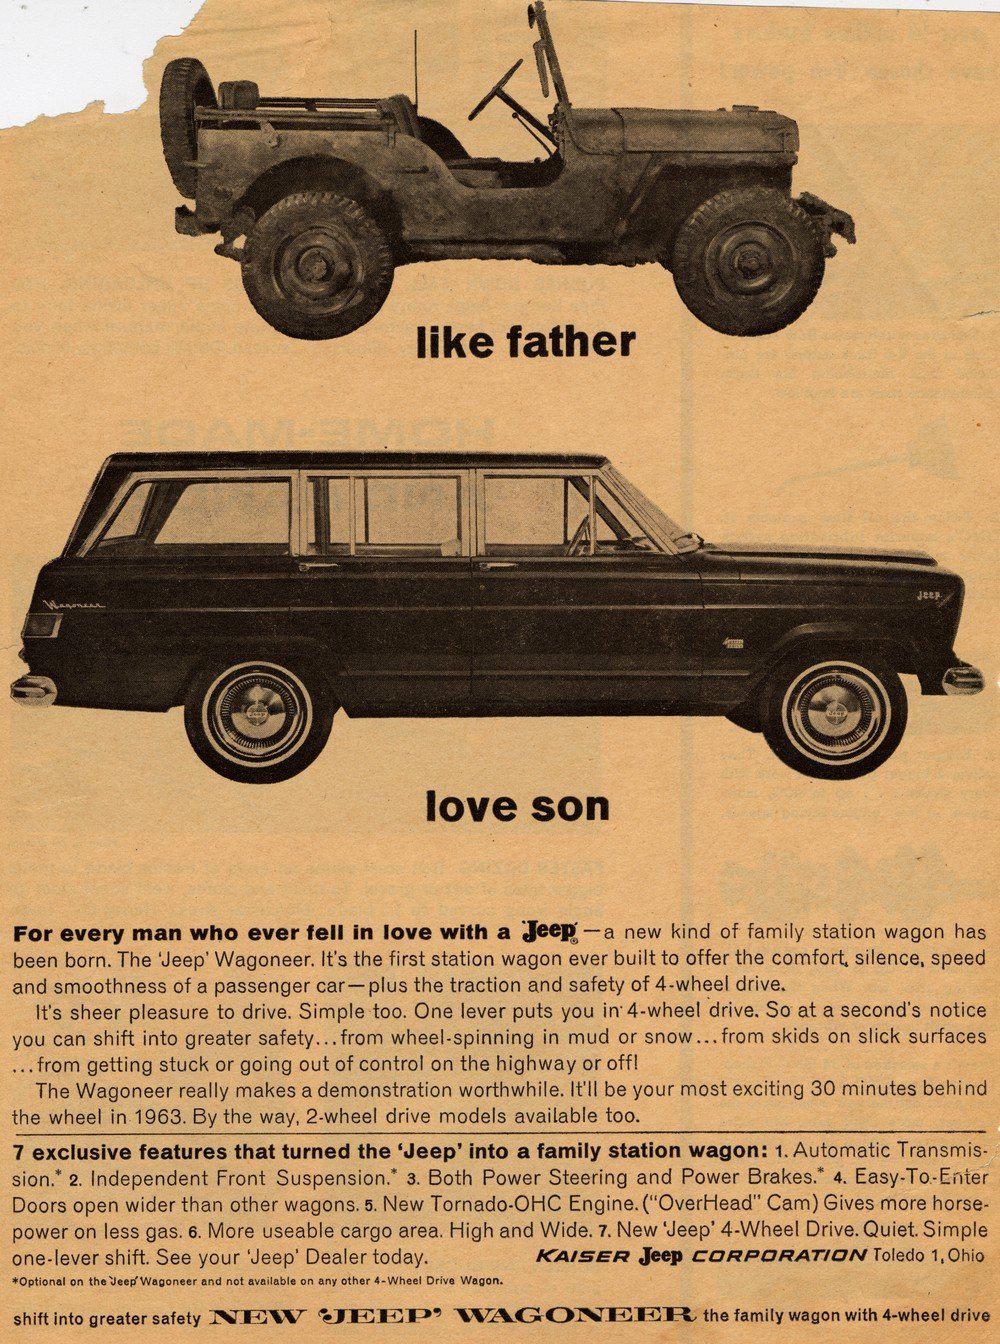 like father
Wagoneer
Jeep
love son
For every man who ever fell in love with a 'Jeep'® —a new kind of family station wagon has
been born. The 'Jeep' Wagoneer. It's the first station wagon ever built to offer the comfort, silence, speed
and smoothness of a passenger car—plus the traction and safety of 4-wheel drive.
It's sheer pleasure to drive. Simple too. One lever puts you in 4-wheel drive. So at a second's notice
you can shift into greater safety...from wheel-spinning in mud or snow...from skids on slick surfaces
...from getting stuck or going out of control on the highway or off!
The Wagoneer really makes a demonstration worthwhile. It'll be your most exciting 30 minutes behind
the wheel in 1963. By the way, 2-wheel drive models available too.
7 exclusive features that turned the 'Jeep' into a family station wagon: 1. Automatic Transmis-
sion.* 2. Independent Front Suspension.* 3. Both Power Steering and Power Brakes.* 4. Easy-To-Enter
Doors open wider than other wagons. 5. New Tornado-OHC Engine. ("OverHead" Cam) Gives more horse-
power on less gas. 6. More useable cargo area. High and Wide. 7. New 'Jeep' 4-Wheel Drive. Quiet. Simple
one-lever shift. See your 'Jeep' Dealer today. KAISER Jeep CORPORATION Toledo 1, Ohio
*Optional on the 'Jeep' Wagoneer and not available on any other 4-Wheel Drive Wagon.
shift into greater safety NEW 'JEEP' WAGONEER the family wagon with 4-wheel drive